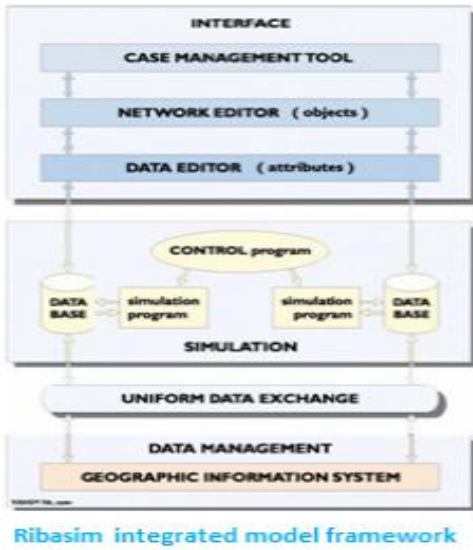 INTERFACE
CASE MANAGEMENT TOOL
NETWORK EDITOR ( objects )
DATA EDITOR ( attributes )
CONTROL program
DATA BASE
simulation program
simulation program
DATA BASE
SIMULATION
UNIFORM DATA EXCHANGE
DATA MANAGEMENT
GEOGRAPHIC INFORMATION SYSTEM
Ribasim integrated model framework